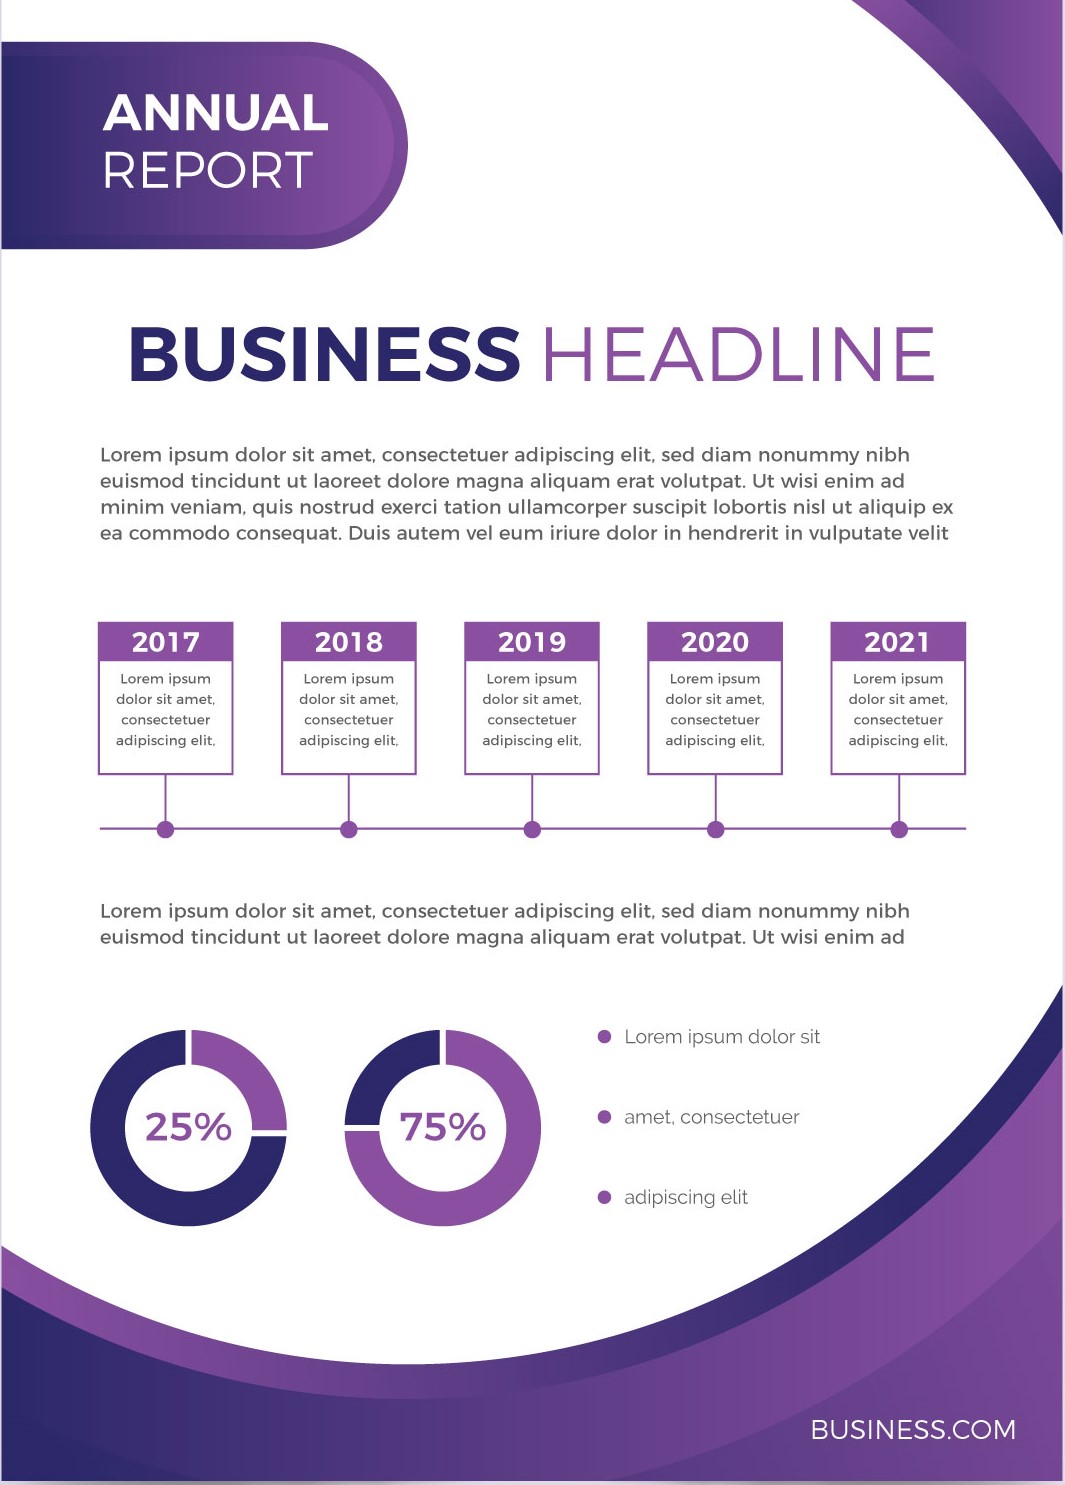 ANNUAL
REPORT
BUSINESS HEADLINE
Lorem ipsum dolor sit amet, consectetuer adipiscing elit, sed diam nonummy nibh
euismod tincidunt ut laoreet dolore magna aliquam erat volutpat. Ut wisi enim ad
minim veniam, quis nostrud exerci tation ullamcorper suscipit lobortis nisl ut aliquip ex
ea commodo consequat. Duis autem vel eum iriure dolor in hendrerit in vulputate velit
2017
Lorem ipsum
dolor sit amet,
consectetuer
adipiscing elit,
2018
Lorem ipsum
dolor sit amet,
consectetuer
adipiscing elit,
2019
Lorem ipsum
dolor sit amet,
consectetuer
adipiscing elit,
2020
Lorem ipsum
dolor sit amet,
consectetuer
adipiscing elit,
2021
Lorem ipsum
dolor sit amet,
consectetuer
adipiscing elit,
Lorem ipsum dolor sit amet, consectetuer adipiscing elit, sed diam nonummy nibh
euismod tincidunt ut laoreet dolore magna aliquam erat volutpat. Ut wisi enim ad
25%
75%
Lorem ipsum dolor sit
amet, consectetuer
adipiscing elit
BUSINESS.COM